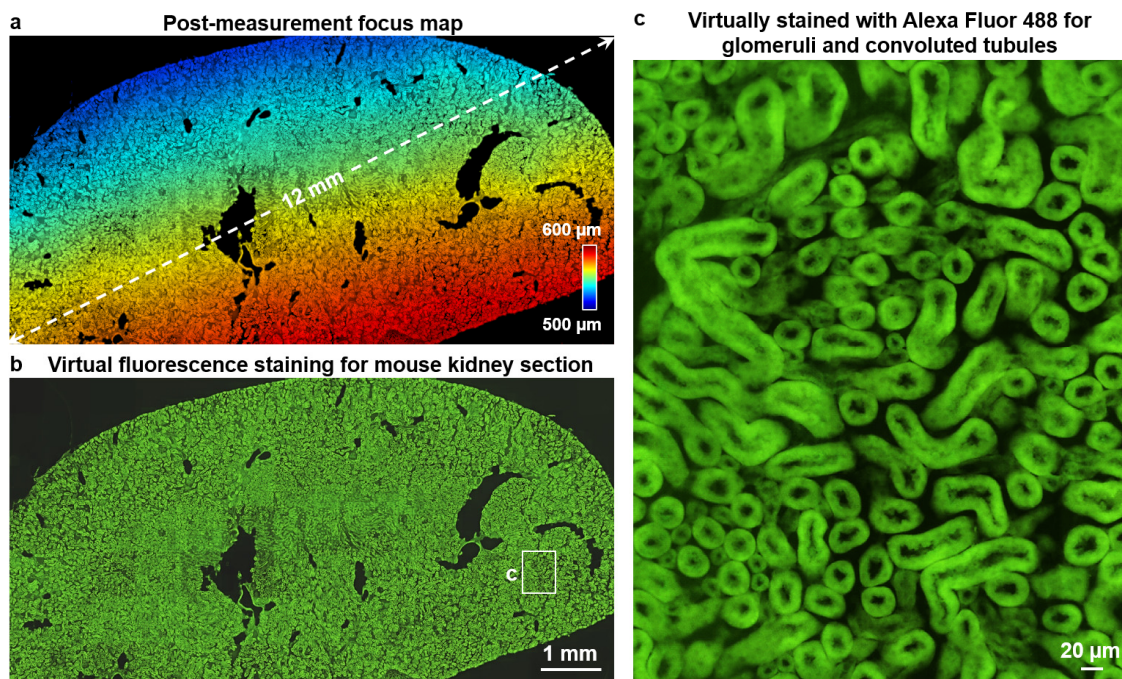 a
Post-measurement focus map
12 mm
600 µm
500 µm
b
Virtual fluorescence staining for mouse kidney section
c
1 mm
c
Virtually stained with Alexa Fluor 488 for
glomeruli and convoluted tubules
20 µm